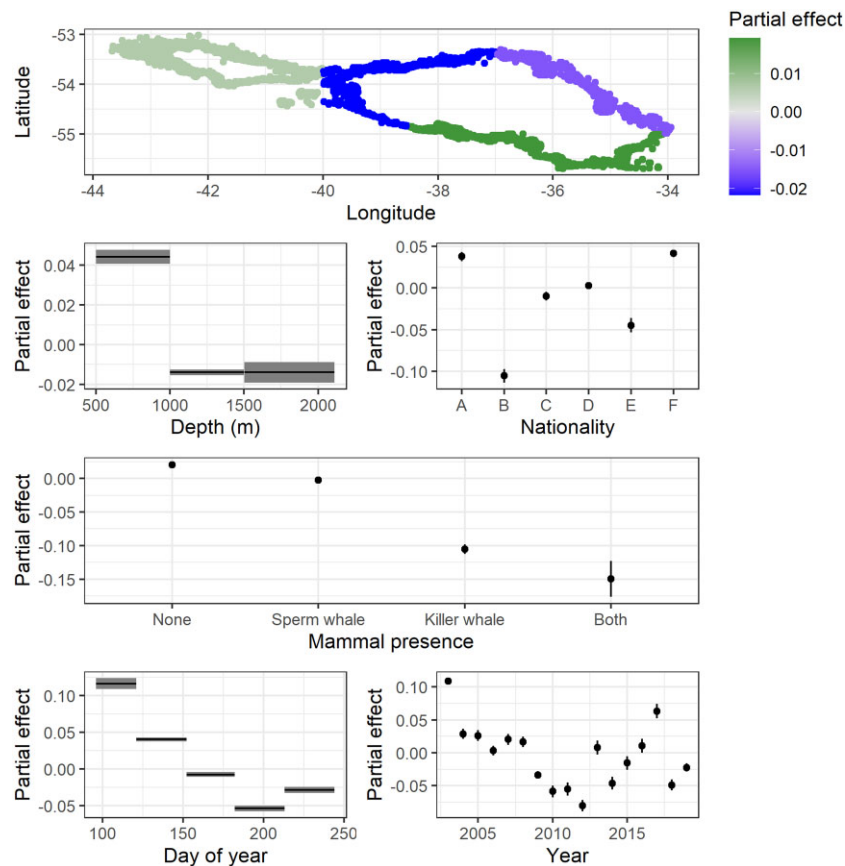 Partial effect
0.01
0.00
-0.01
-0.02
Latitude
-53
-54
-55
-44
-42
-40
-38
-36
-34
Longitude
Partial effect
0.04
0.02
0.00
-0.02
500
1000
1500
2000
Depth (m)
Partial effect
0.05
0.00
-0.05
-0.10
A
B
C
D
E
F
Nationality
Partial effect
0.00
-0.05
-0.10
-0.15
None
Sperm whale
Killer whale
Both
Mammal presence
Partial effect
0.10
0.05
0.00
-0.05
100
150
200
250
Day of year
Partial effect
0.10
0.05
0.00
-0.05
2005
2010
2015
Year